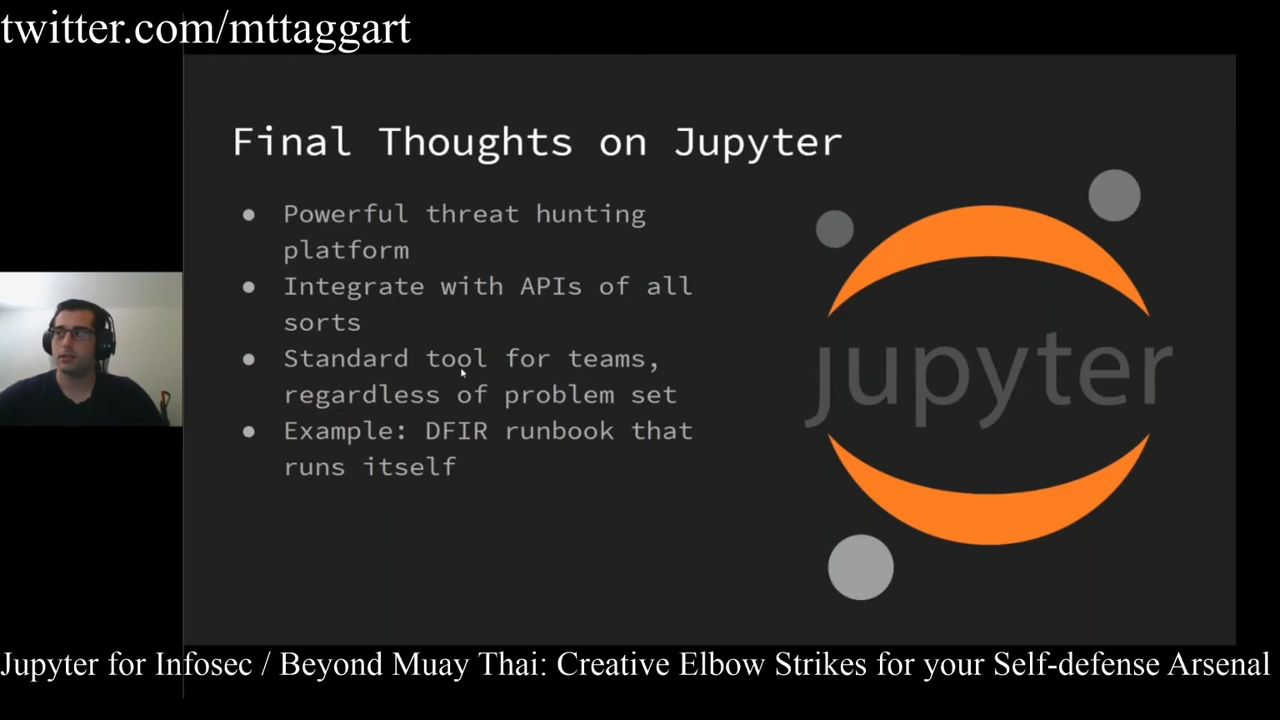 twitter.com/mttaggart
Final Thoughts on Jupyter
● Powerful threat hunting
platform
● Integrate with APIs of all
sorts
● Standard tool for teams,
regardless of problem set
● Example: DFIR runbook that
runs itself
jupyter
Jupyter for Infosec / Beyond Muay Thai: Creative Elbow Strikes for your Self-defense Arsenal